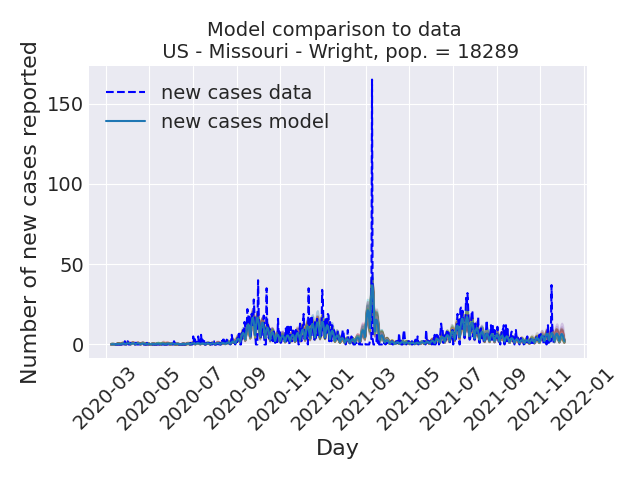 Model comparison to data
US - Missouri - Wright, pop. = 18289
Number of new cases reported
150
100
50
0
new cases data
new cases model
2020-03
2020-05
2020-07
2020-09
2020-11
2021-01
2021-03
2021-05
2021-07
2021-09
2021-11
2022-01
Day